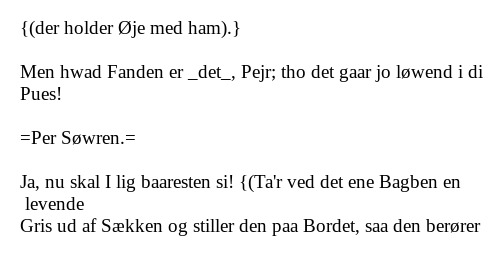 {(der holder Øje med ham).}
Men hwad Fanden er _det_, Pejr; tho det gaar jo løwend i di
Pues!
=Per Søwren.=
Ja, nu skal I lig baaresten si! {(Ta'r ved det ene Bagben en
levende
Gris ud af Sækken og stiller den paa Bordet, saa den berører